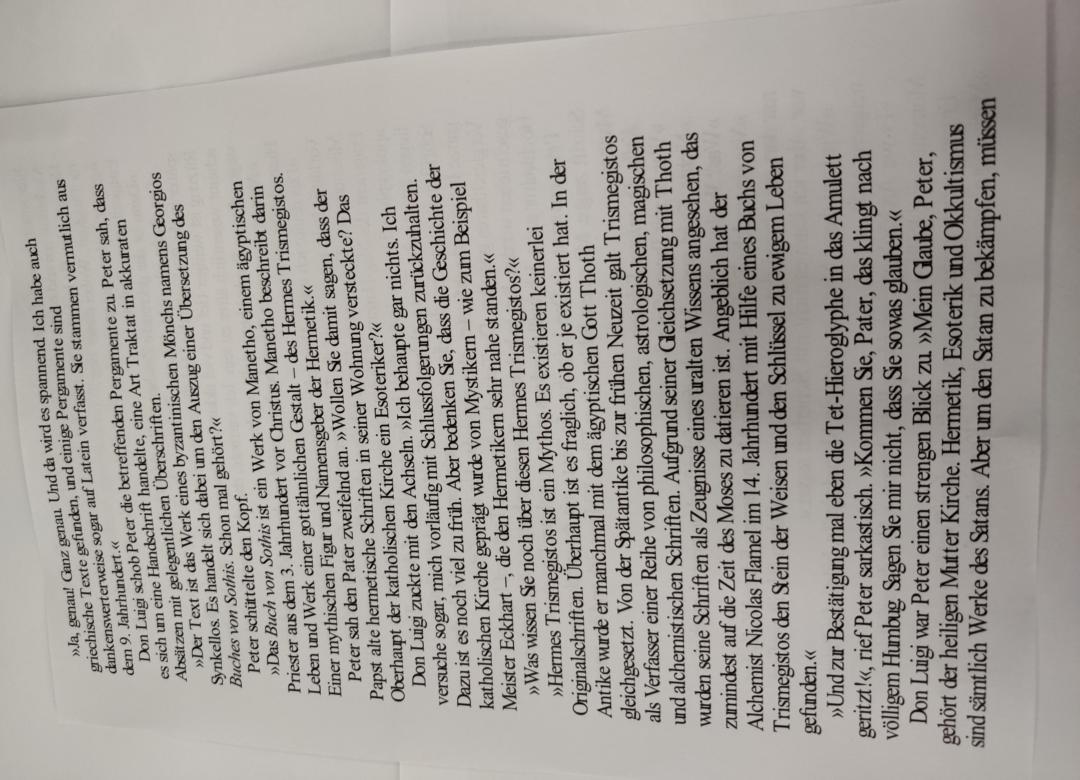 »Ja, genau! Ganz genau. Und da wird es spannend. Ich habe auch
griechische Texte gefunden, und einige Pergamente sind
dankenswerterweise sogar auf Latein verfasst. Sie stammen vermutlich aus
dem 9. Jahrhundert.«
Don Luigi schob Peter die betreffenden Pergamente zu. Peter sah, dass
es sich um eine Handschrift handelte, eine Art Traktat in akkuraten
Absätzen mit gelegentlichen Überschriften.
»Der Text ist das Werk eines byzantinischen Mönchs namens Georgios
Synkellos. Es handelt sich dabei um den Auszug einer Übersetzung des
Buches von Sothis. Schon mal gehört?«
Peter schüttelte den Kopf.
»Das Buch von Sothis ist ein Werk von Manetho, einem ägyptischen
Priester aus dem 3. Jahrhundert vor Christus. Manetho beschreibt darin
Leben und Werk einer gottähnlichen Gestalt – des Hermes Trismegistos.
Einer mythischen Figur und Namensgeber der Hermetik.«
Peter sah den Pater zweifelnd an. »Wollen Sie damit sagen, dass der
Papst alte hermetische Schriften in seiner Wohnung versteckte? Das
Oberhaupt der katholischen Kirche ein Esoteriker?«
Don Luigi zuckte mit den Achseln. »Ich behaupte gar nichts. Ich
versuche sogar, mich vorläufig mit Schlussfolgerungen zurückzuhalten.
Dazu ist es noch viel zu früh. Aber bedenken Sie, dass die Geschichte der
katholischen Kirche geprägt wurde von Mystikern – wie zum Beispiel
Meister Eckhart –, die den Hermetikern sehr nahe standen.«
»Was wissen Sie noch über diesen Hermes Trismegistos?«
»Hermes Trismegistos ist ein Mythos. Es existieren keinerlei
Originalschriften. Überhaupt ist es fraglich, ob er je existiert hat. In der
Antike wurde er manchmal mit dem ägyptischen Gott Thoth
gleichgesetzt. Von der Spätantike bis zur frühen Neuzeit galt Trismegistos
als Verfasser einer Reihe von philosophischen, astrologischen, magischen
und alchemistischen Schriften. Aufgrund seiner Gleichsetzung mit Thoth
wurden seine Schriften als Zeugnisse eines uralten Wissens angesehen, das
zumindest auf die Zeit des Moses zu datieren ist. Angeblich hat der
Alchemist Nicolas Flamel im 14. Jahrhundert mit Hilfe eines Buchs von
Trismegistos den Stein der Weisen und den Schlüssel zu ewigem Leben
gefunden.«
»Und zur Bestätigung mal eben die Tet-Hieroglyphe in das Amulett
geritzt!«, rief Peter sarkastisch. »Kommen Sie, Pater, das klingt nach
völligem Humbug. Sagen Sie mir nicht, dass Sie sowas glauben.«
Don Luigi war Peter einen strengen Blick zu. »Mein Glaube, Peter,
gehört der heiligen Mutter Kirche. Hermetik, Esoterik und Okkultismus
sind sämtlich Werke des Satans. Aber um den Satan zu bekämpfen, müssen